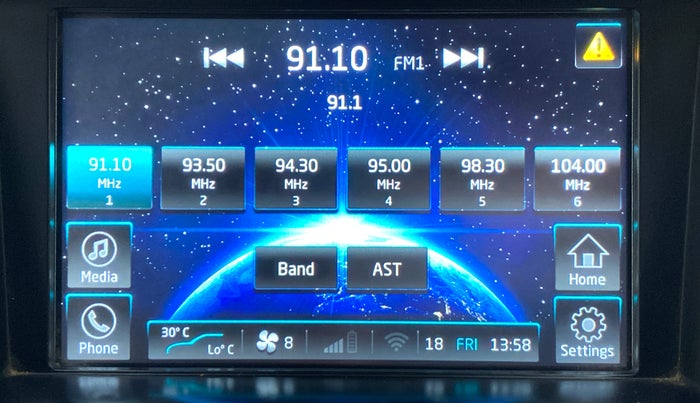 91.10 FM1
91.1
91.10 MHz 1
93.50 MHz 2
94.30 MHz 3
95.00 MHz 4
98.30 MHz 5
104.00 MHz 6
Media
Band
AST
Home
Phone
30° C
Lo° C
8
18 FRI 13:58
Settings